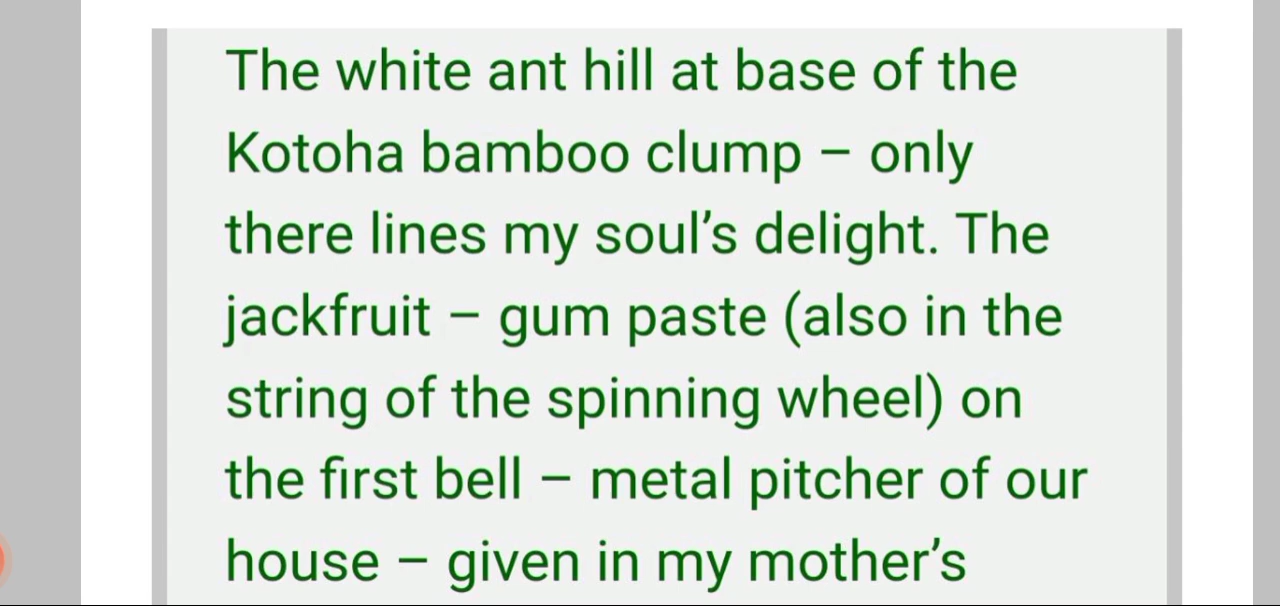 The white ant hill at base of the
Kotoha bamboo clump – only
there lines my soul’s delight. The
jackfruit – gum paste (also in the
string of the spinning wheel) on
the first bell – metal pitcher of our
house – given in my mother’s